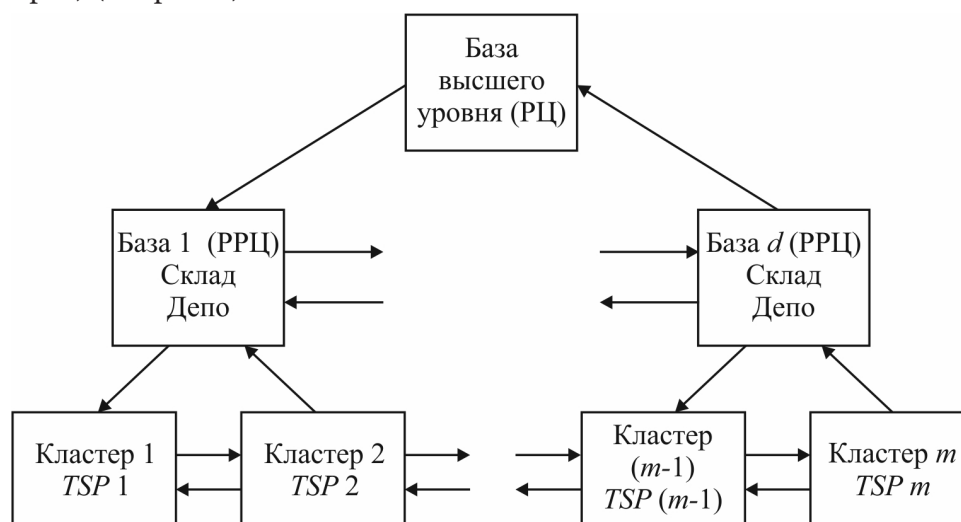 База
высшего
уровня (РЦ)
База 1 (РРЦ)
Склад
Депо
База d (РРЦ)
Склад
Депо
Кластер 1
TSP 1
Кластер 2
TSP 2
Кластер
(m-1)
TSP (m-1)
Кластер m
TSP m